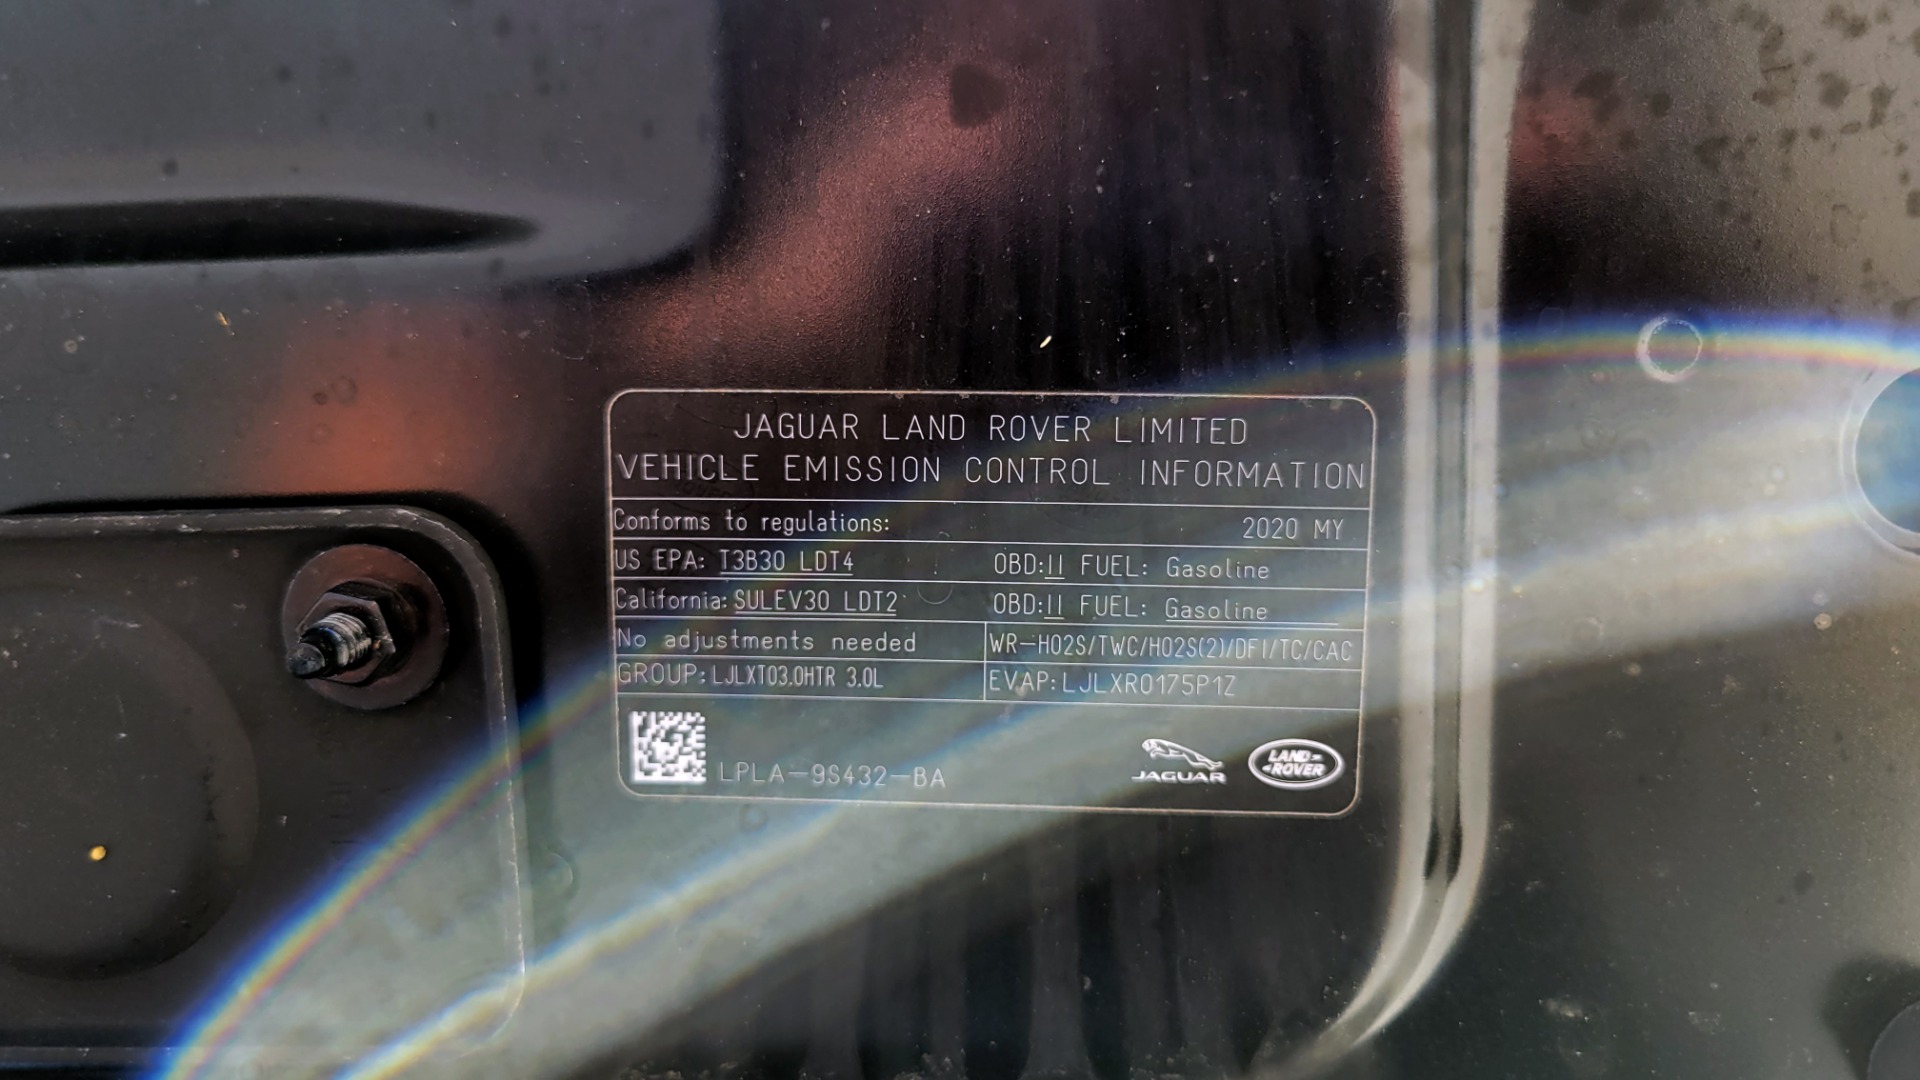 JAGUAR LAND ROVER LIMITED
VEHICLE EMISSION CONTROL INFORMATION
Conforms to regulations: 2020 MY
US EPA: T3B30 LDT4 OBD:II FUEL: Gasoline
California: SULEV30 LDT2 OBD:II FUEL: Gasoline
No adjustments needed WR-HO2S/TWC/HO2S(2)/DFI/TC/CAC
GROUP: LJLXT03.0HTR 3.0L EVAP: LJLXR0175P1Z
LPLA-9S432-BA
JAGUAR
LAND
ROVER